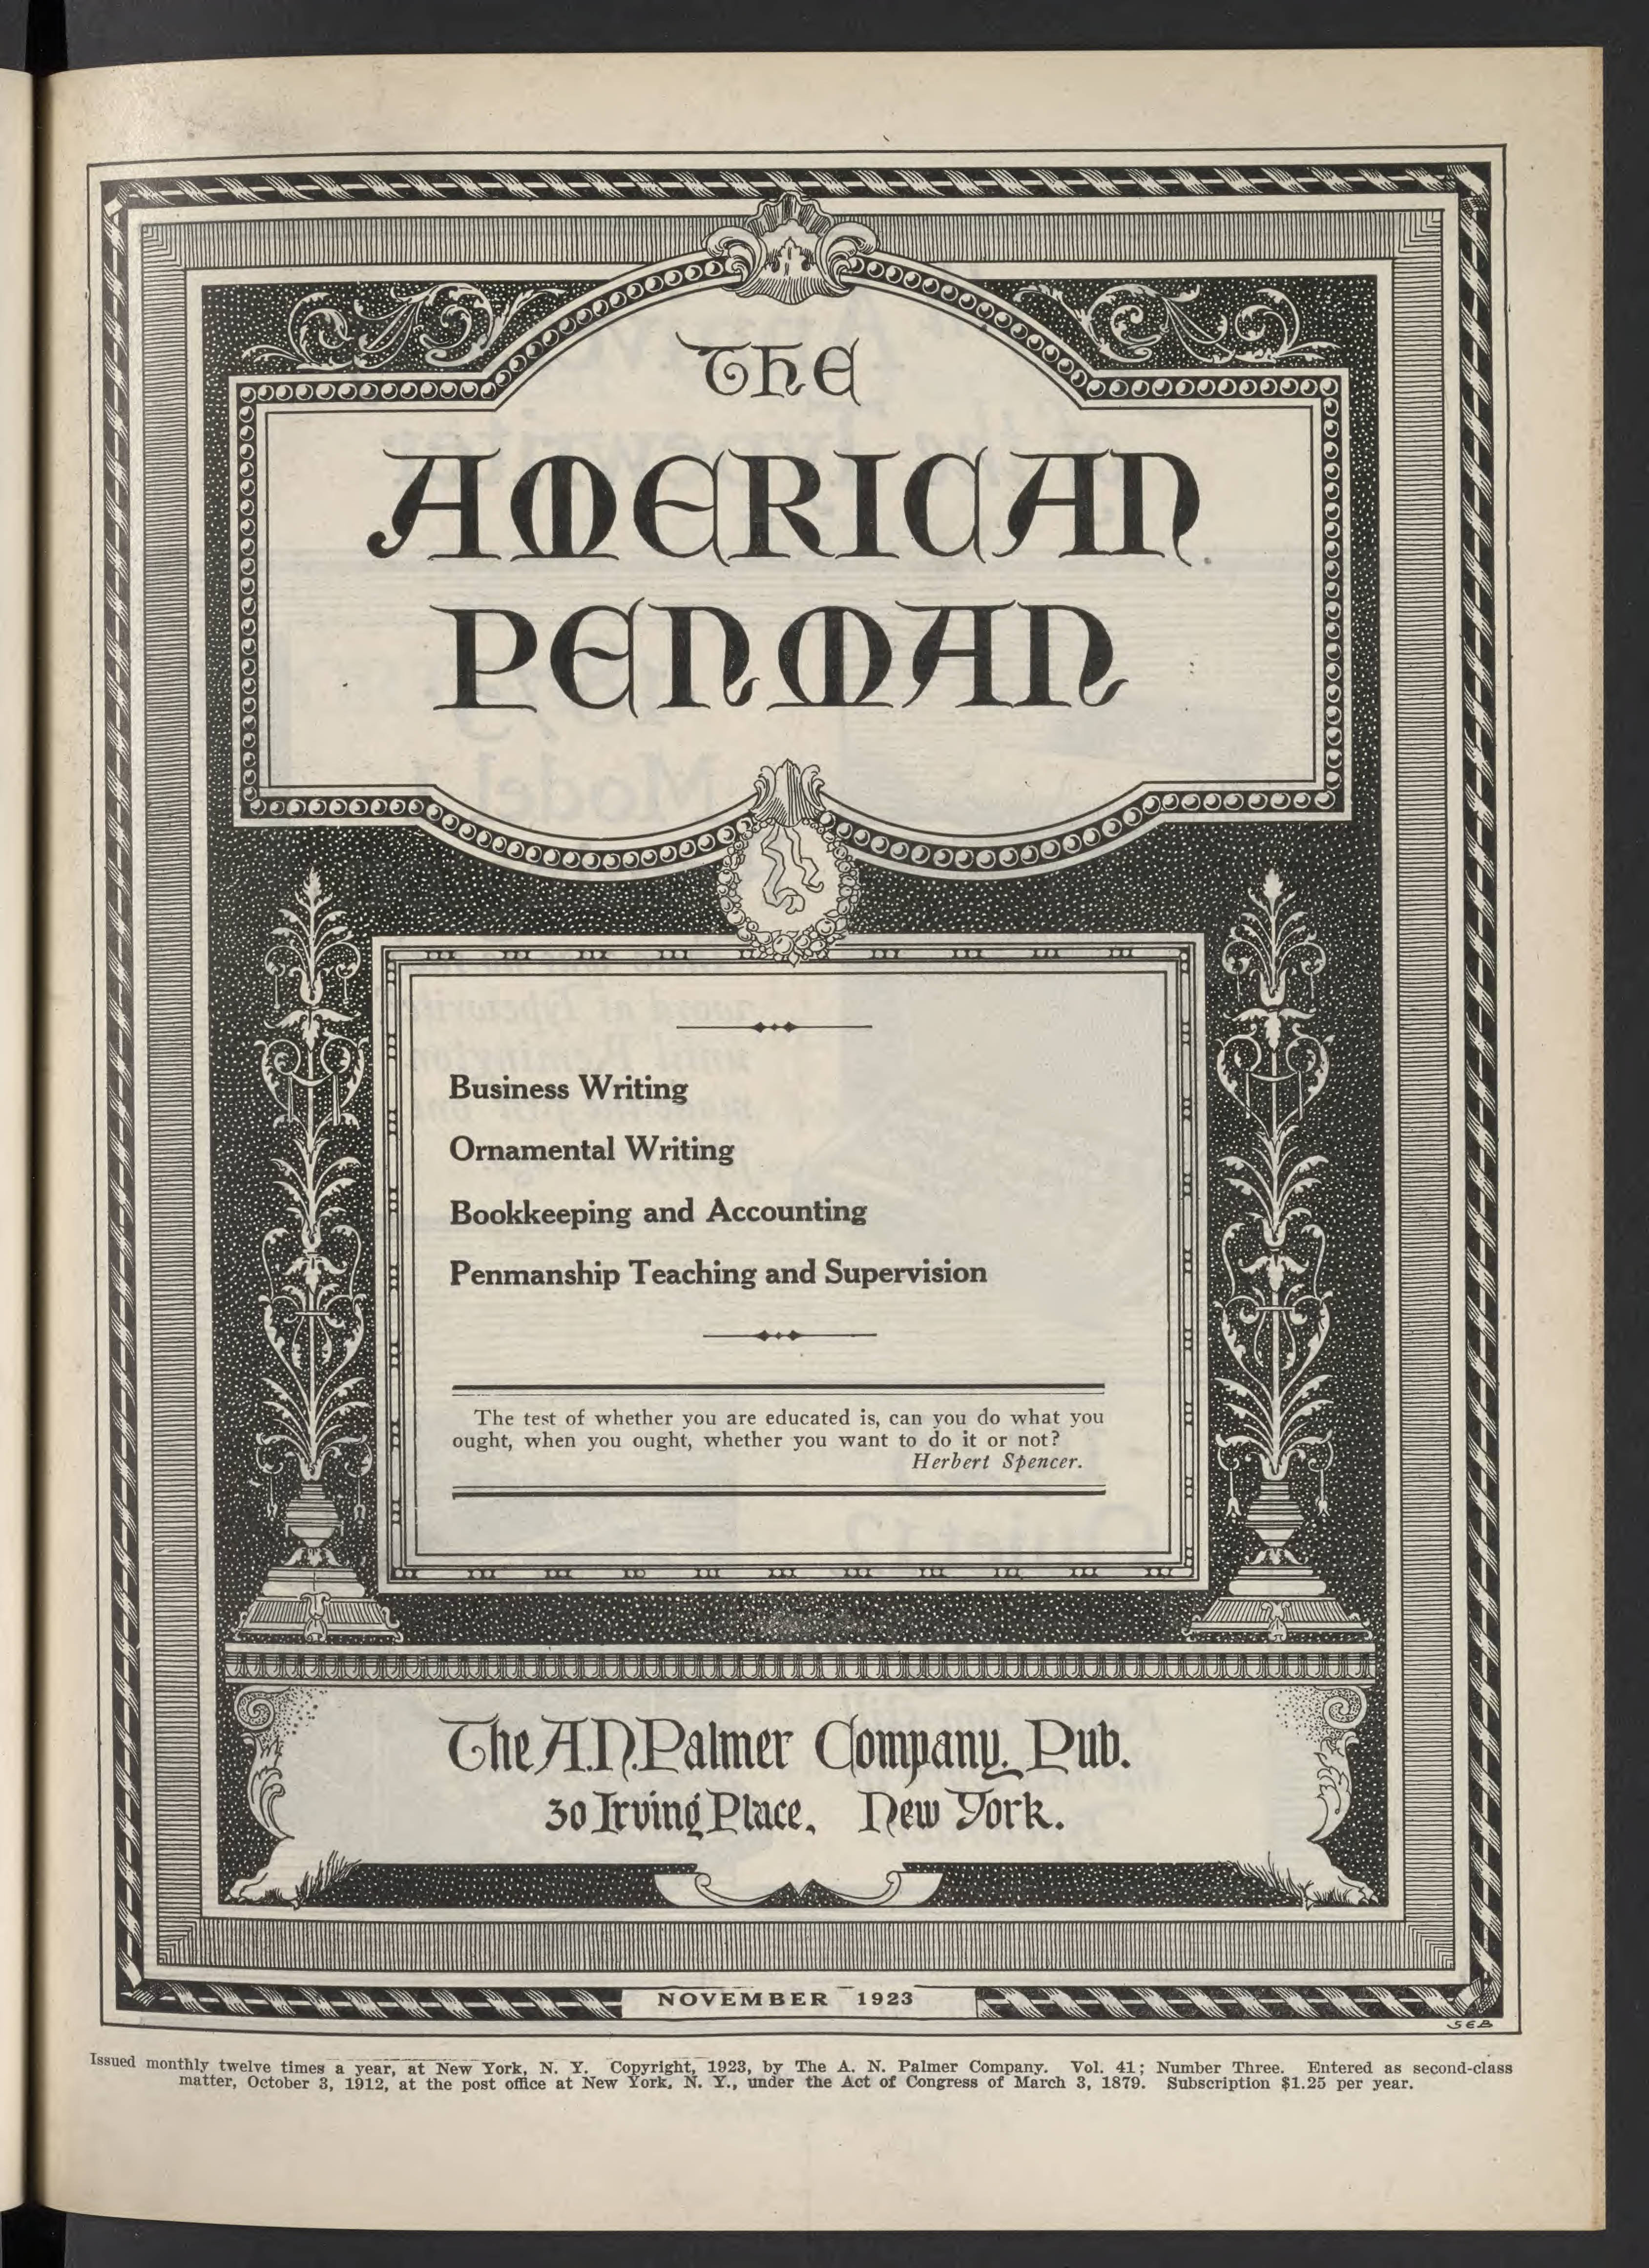 THE
AMERICAN
PENMAN
Business Writing
Ornamental Writing
Bookkeeping and Accounting
Penmanship Teaching and Supervision
The test of whether you are educated is, can you do what you
ought, when you ought, whether you want to do it or not?
Herbert Spencer.
The A.N. Palmer Company, Pub.
30 Irving Place, New York.
NOVEMBER 1923
SEB
Issued monthly twelve times a year, at New York, N. Y. Copyright, 1923, by The A. N. Palmer Company. Vol. 41; Number Three. Entered as second-class
matter, October 3, 1912, at the post office at New York, N. Y., under the Act of Congress of March 3, 1879. Subscription $1.25 per year.